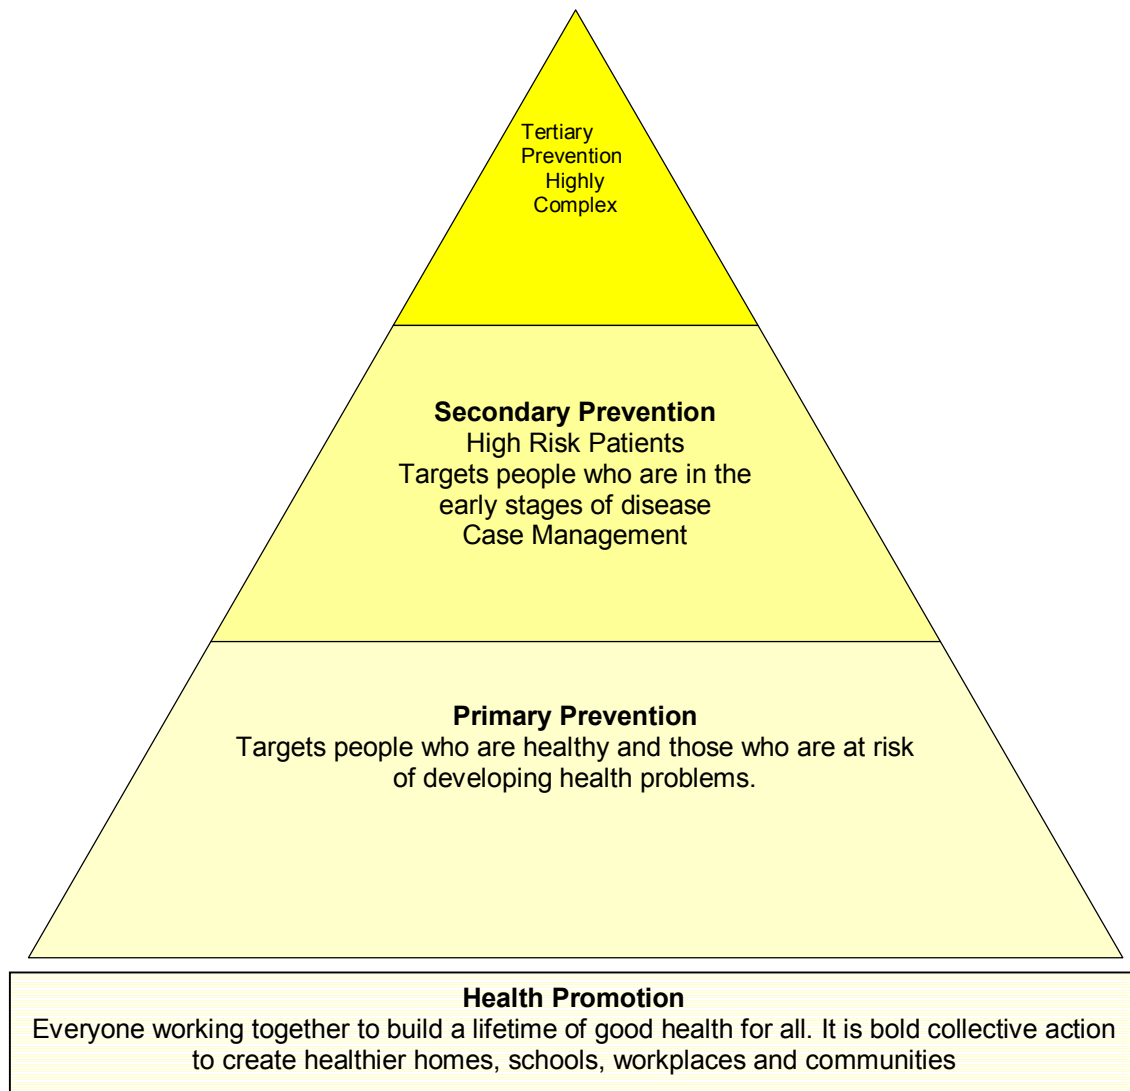 Tertiary
Prevention
Highly
Complex
Secondary Prevention
High Risk Patients
Targets people who are in the
early stages of disease
Case Management
Primary Prevention
Targets people who are healthy and those who are at risk
of developing health problems.
Health Promotion
Everyone working together to build a lifetime of good health for all. It is bold collective action
to create healthier homes, schools, workplaces and communities